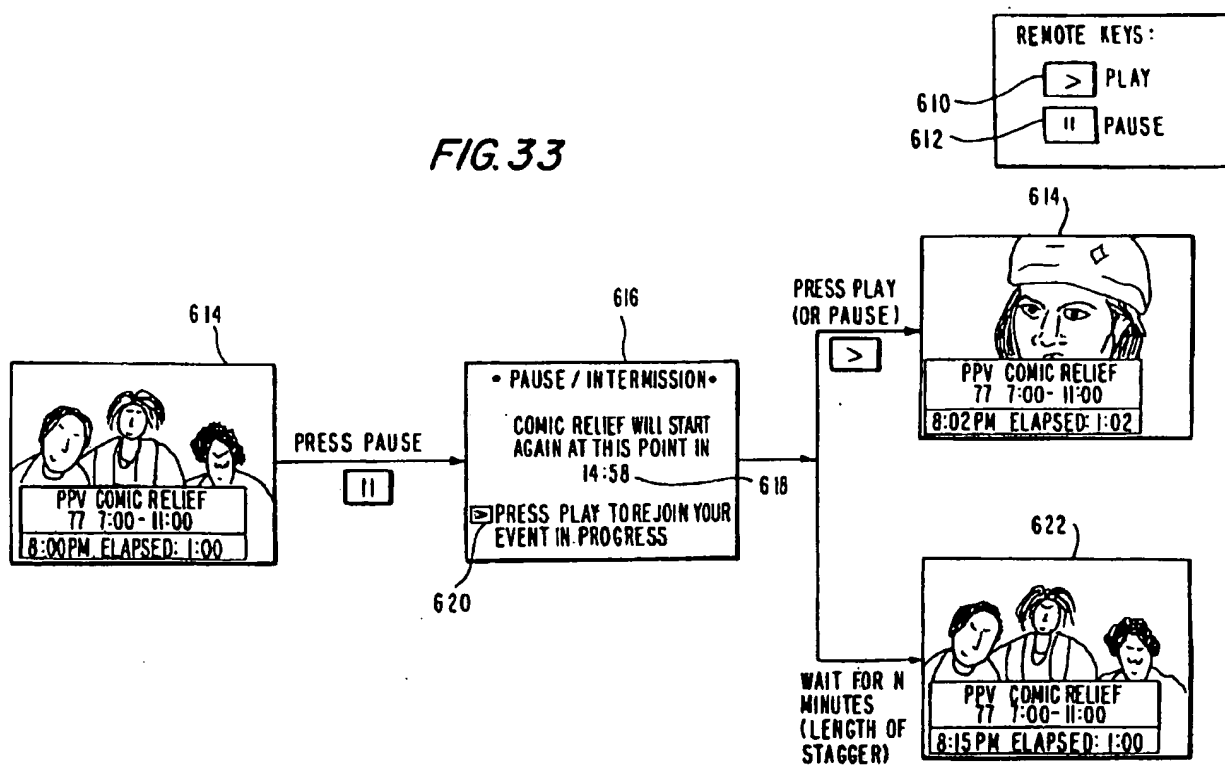 REMOTE KEYS:
610
> PLAY
612
II PAUSE
FIG. 33
614
PPV COMIC RELIEF
77 7:00-11:00
8:00PM ELAPSED: 1:00
PRESS PAUSE
II
616
• PAUSE / INTERMISSION •
COMIC RELIEF WILL START
AGAIN AT THIS POINT IN
14:58
618
> PRESS PLAY TO REJOIN YOUR
EVENT IN PROGRESS
620
PRESS PLAY
(OR PAUSE)
>
614
PPV COMIC RELIEF
77 7:00-11:00
8:02PM ELAPSED: 1:02
WAIT FOR N
MINUTES
(LENGTH OF
STAGGER)
622
PPV COMIC RELIEF
77 7:00-11:00
8:15PM ELAPSED: 1:00